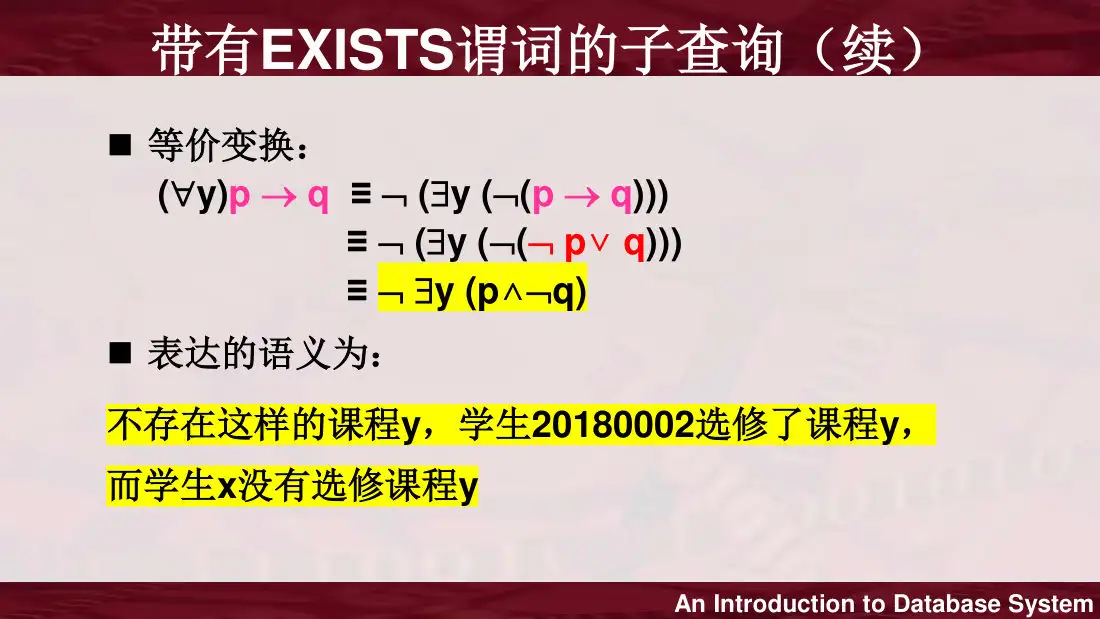 带有EXISTS谓词的子查询（续）
■ 等价变换：
(∀y)p → q ≡ ¬ (∃y (¬(p → q)))
≡ ¬ (∃y (¬(¬ p∨ q)))
≡ ¬ ∃y (p∧¬q)
■ 表达的语义为：
不存在这样的课程y，学生20180002选修了课程y，
而学生x没有选修课程y
An Introduction to Database System